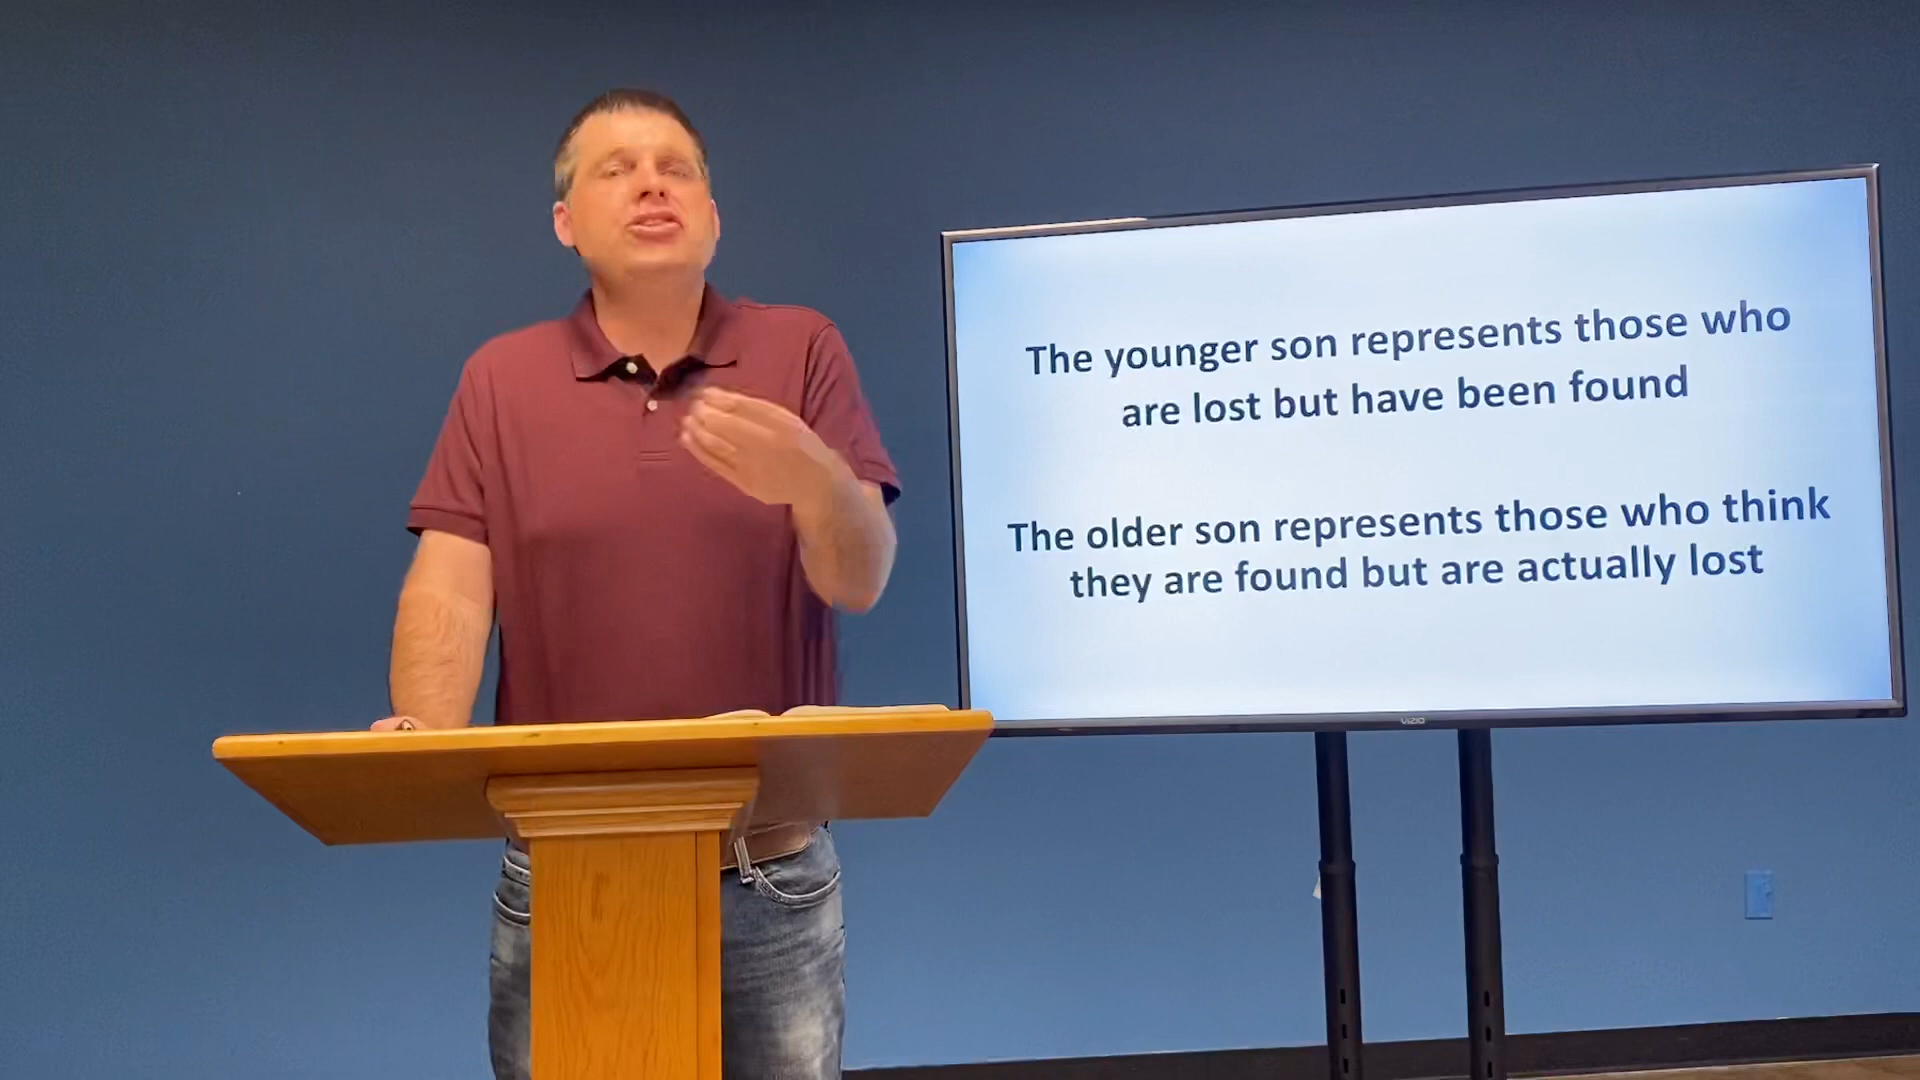 The younger son represents those who
are lost but have been found
The older son represents those who think
they are found but are actually lost
VIZIO